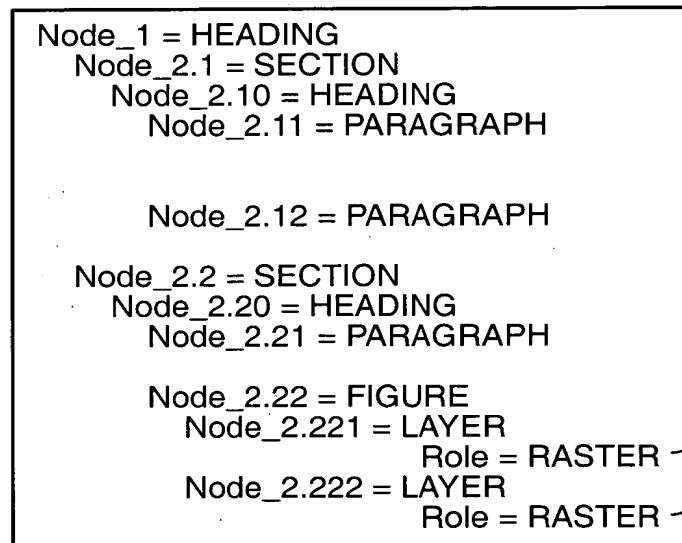 Node_1 = HEADING
Node_2.1 = SECTION
Node_2.10 = HEADING
Node_2.11 = PARAGRAPH
Node_2.12 = PARAGRAPH
Node_2.2 = SECTION
Node_2.20 = HEADING
Node_2.21 = PARAGRAPH
Node_2.22 = FIGURE
Node_2.221 = LAYER
Role = RASTER
Node_2.222 = LAYER
Role = RASTER